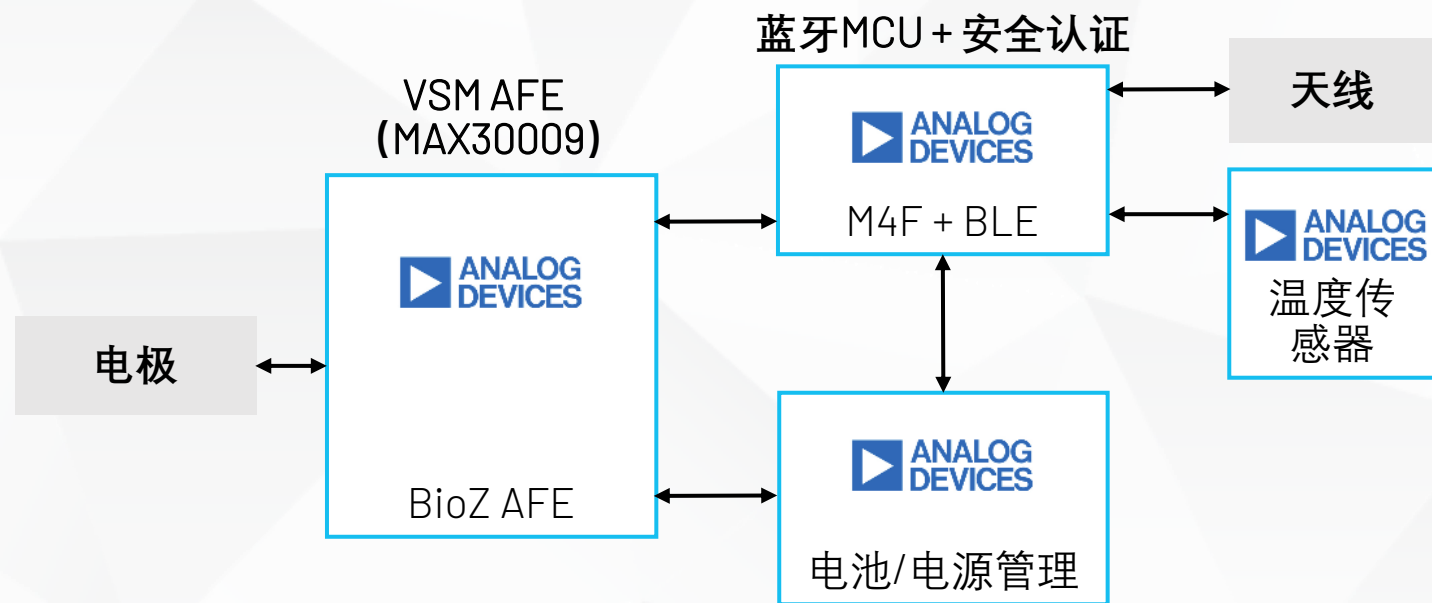 蓝牙MCU + 安全认证
VSM AFE
(MAX30009)
ANALOG
DEVICES
M4F + BLE
天线
ANALOG
DEVICES
温度传
感器
ANALOG
DEVICES
BioZ AFE
电极
ANALOG
DEVICES
电池/电源管理